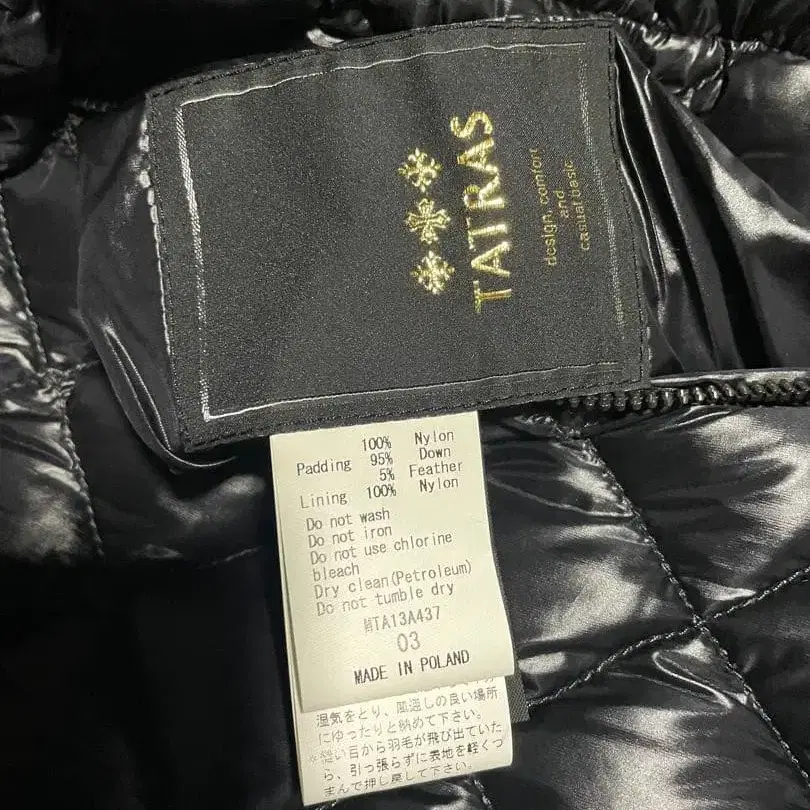 TATRAS
design, comfort
and
casual basic
100% Nylon
Padding 95% Down
5% Feather
Lining 100% Nylon
Do not wash
Do not iron
Do not use chlorine
bleach
Dry clean(Petroleum)
Do not tumble dry
MTA13A437
03
MADE IN POLAND
湿気をとり、風通しの良い場所
にゆったりと納めて下さい。
縫い目から羽毛が飛び出ていた
ら、引っ張らずに表地を軽くつ
まんで押し戻して下さい。